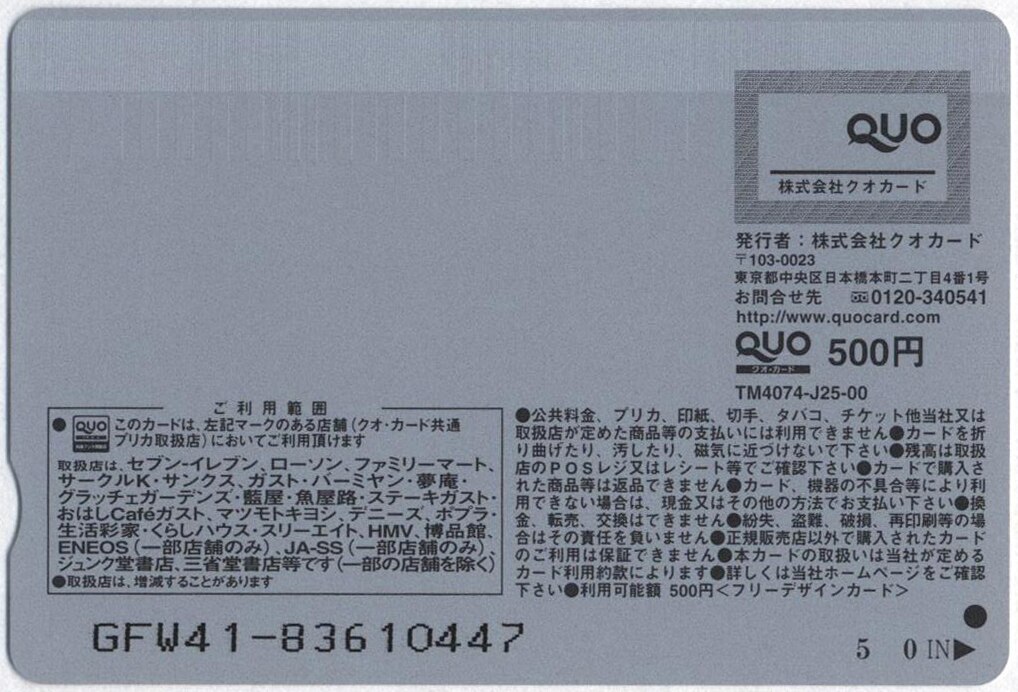 QUO
株式会社クオカード
発行者：株式会社クオカード
〒103-0023
東京都中央区日本橋本町二丁目4番1号
お問合せ先 0120-340541
http://www.quocard.com
QUO 500円
クオ・カード
TM4074-J25-00
ご利用範囲
● QUO このカードは、左記マークのある店舗（クオ・カード共通
プリカ取扱店）においてご利用頂けます
取扱店は、セブン-イレブン、ローソン、ファミリーマート、
サークルK・サンクス、ガスト・バーミヤン・夢庵・
グラッチェガーデンズ・藍屋・魚屋路・ステーキガスト・
おはしCaféガスト、マツモトキヨシ、デニーズ、ポプラ・
生活彩家・くらしハウス・スリーエイト、HMV、博品館、
ENEOS（一部店舗のみ）、JA-SS（一部店舗のみ）、
ジュンク堂書店、三省堂書店等です（一部の店舗を除く）
●取扱店は、増減することがあります
●公共料金、プリカ、印紙、切手、タバコ、チケット他当社又は
取扱店が定めた商品等の支払いには利用できません●カードを折
り曲げたり、汚したり、磁気に近づけないで下さい●残高は取扱
店のPOSレジ又はレシート等でご確認下さい●カードで購入さ
れた商品等は返品できません●カード、機器の不具合等により利
用できない場合は、現金又はその他の方法でお支払い下さい●換
金、転売、交換はできません●紛失、盗難、破損、再印刷等の場
合はその責任を負いません●正規販売店以外で購入されたカード
のご利用は保証できません●本カードの取扱いは当社が定める
カード利用約款によります●詳しくは当社ホームページをご確認
下さい●利用可能額 500円＜フリーデザインカード＞
GFW41-83610447
5 0 IN▶